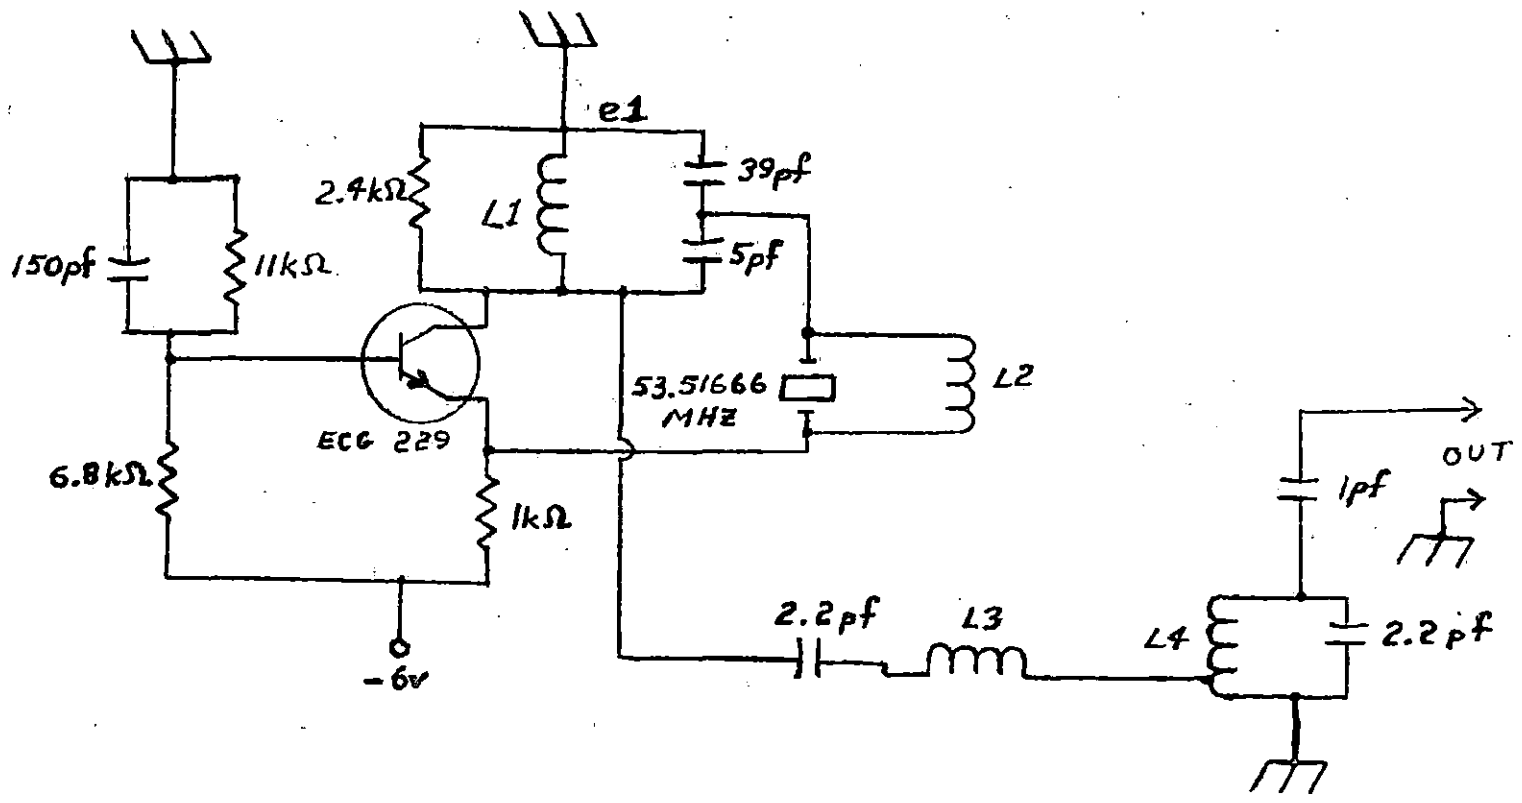 e1
2.4kΩ
L1
39pf
5pf
150pf
11kΩ
53.51666
MHZ
L2
ECG 229
6.8kΩ
1kΩ
OUT
1pf
2.2pf
L3
L4
2.2pf
-6v